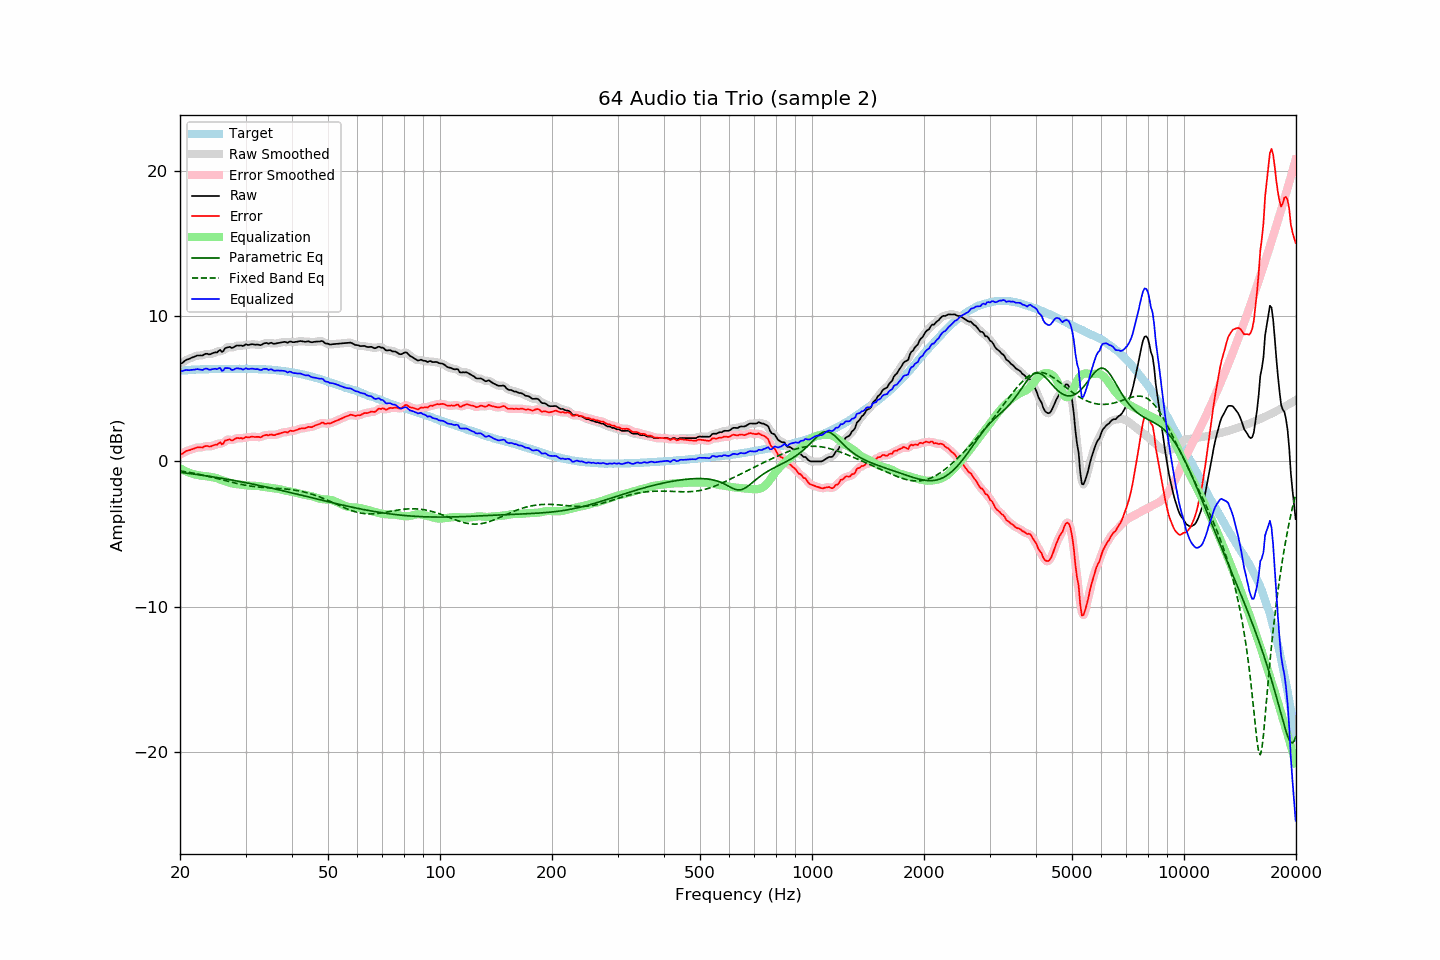 64 Audio tia Trio (sample 2)
Target
Raw Smoothed
Error Smoothed
Raw
Error
Equalization
Parametric Eq
Fixed Band Eq
Equalized
20
10
0
−10
−20
Amplitude (dBr)
20 50 100 200 500 1000 2000 5000 10000 20000
Frequency (Hz)